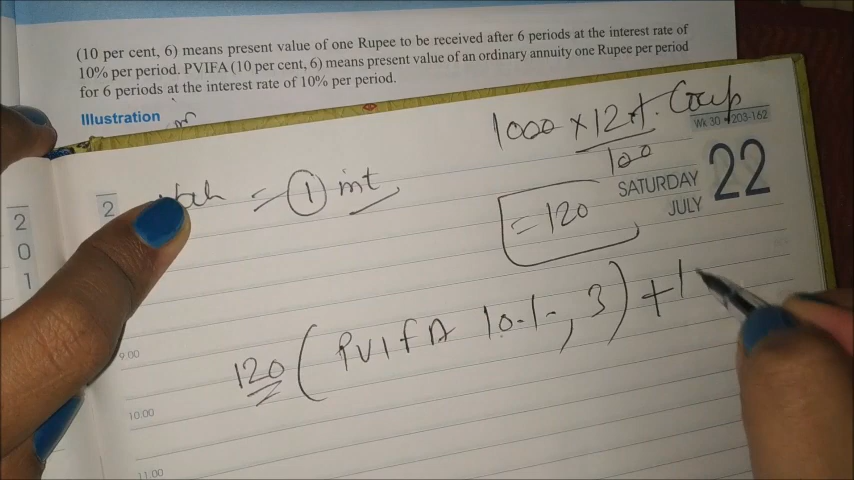 (10 per cent, 6) means present value of one Rupee to be received after 6 periods at the interest rate of
10% per period. PVIFA (10 per cent, 6) means present value of an ordinary annuity one Rupee per period
for 6 periods at the interest rate of 10% per period.
Illustration
1000 × 12%. Coup
100
= 120
Wk 30 • 203-162
SATURDAY 22
JULY
2
0
1
2
= 1 int
120 (PVIFA 10%, 3) + 1
9.00
10.00
11.00